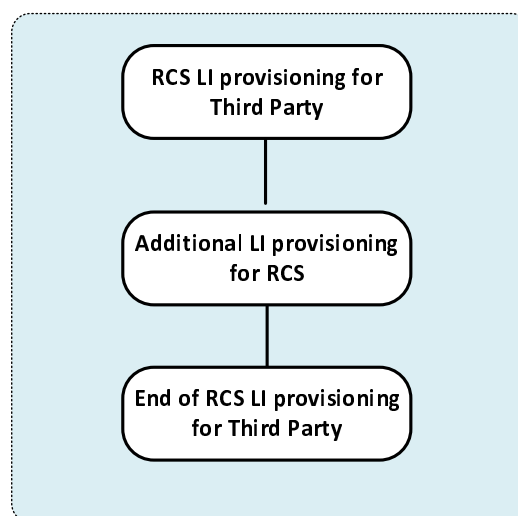 RCS LI provisioning for
Third Party
Additional LI provisioning
for RCS
End of RCS LI provisioning
for Third Party